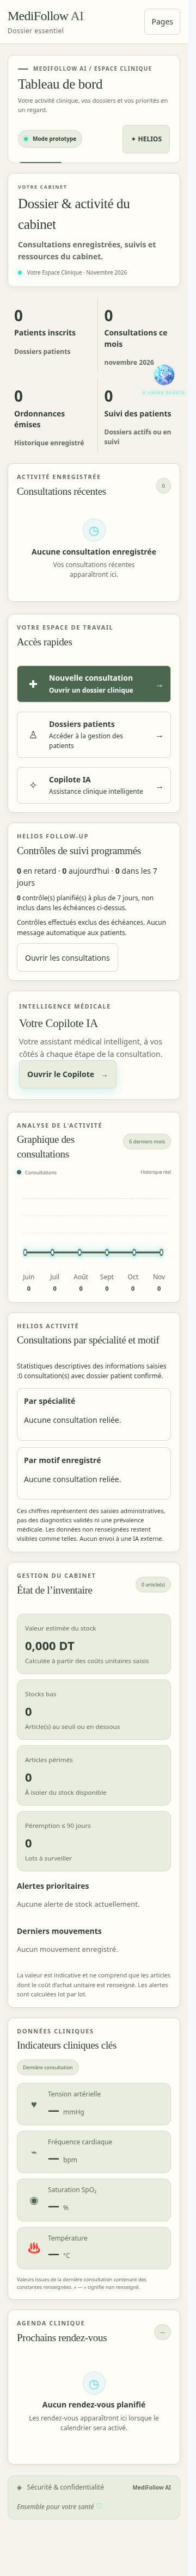 MediFollow AI
Dossier essentiel
Pages
MEDIFOLLOW AI / ESPACE CLINIQUE
Tableau de bord
Votre activité clinique, vos dossiers et vos priorités en
un regard.
Mode prototype
✦ HELIOS
VOTRE CABINET
Dossier & activité du
cabinet
Consultations enregistrées, suivis et
ressources du cabinet.
Votre Espace Clinique · Novembre 2026
0
Patients inscrits
Dossiers patients
0
Consultations ce
mois
novembre 2026
0
Ordonnances
émises
Historique enregistré
0
Suivi des patients
Dossiers actifs ou en
suivi
ACTIVITÉ ENREGISTRÉE
Consultations récentes
0
Aucune consultation enregistrée
Vos consultations récentes
apparaîtront ici.
VOTRE ESPACE DE TRAVAIL
Accès rapides
Nouvelle consultation
Ouvrir un dossier clinique
→
Dossiers patients
Accéder à la gestion des
patients
→
Copilote IA
Assistance clinique intelligente
→
HELIOS FOLLOW-UP
Contrôles de suivi programmés
0 en retard · 0 aujourd'hui · 0 dans les 7
jours
0 contrôle(s) planifié(s) à plus de 7 jours, non
inclus dans les échéances ci-dessus.
Contrôles effectués exclus des échéances. Aucun
message automatique aux patients.
Ouvrir les consultations
INTELLIGENCE MÉDICALE
Votre Copilote IA
Votre assistant médical intelligent, à vos
côtés à chaque étape de la consultation.
Ouvrir le Copilote →
ANALYSE DE L'ACTIVITÉ
Graphique des
consultations
6 derniers mois
Consultations
Historique réel
Juin Juil Août Sept Oct Nov
0 0 0 0 0 0
HELIOS ACTIVITÉ
Consultations par spécialité et motif
Statistiques descriptives des informations saisies
:0 consultation(s) avec dossier patient confirmé.
Par spécialité
Aucune consultation reliée.
Par motif enregistré
Aucune consultation reliée.
Ces chiffres représentent des saisies administratives,
pas des diagnostics validés ni une prévalence
médicale. Les données non renseignées restent
visibles comme telles. Aucun envoi à une IA externe.
GESTION DU CABINET
État de l'inventaire
0 article(s)
Valeur estimée du stock
0,000 DT
Calculée à partir des coûts unitaires saisis
Stocks bas
0
Article(s) au seuil ou en dessous
Articles périmés
0
À isoler du stock disponible
Péremption ≤ 90 jours
0
Lots à surveiller
Alertes prioritaires
Aucune alerte de stock actuellement.
Derniers mouvements
Aucun mouvement enregistré.
La valeur est indicative et ne comprend que les articles
dont le coût d'achat unitaire est renseigné. Les alertes
sont calculées lot par lot.
DONNÉES CLINIQUES
Indicateurs cliniques clés
Dernière consultation
Tension artérielle
— mmHg
Fréquence cardiaque
— bpm
Saturation SpO₂
— %
Température
— °C
Valeurs issues de la dernière consultation contenant des
constantes renseignées. « — » signifie non renseigné.
AGENDA CLINIQUE
Prochains rendez-vous
—
Aucun rendez-vous planifié
Les rendez-vous apparaîtront ici lorsque le
calendrier sera activé.
Sécurité & confidentialité
MediFollow AI
Ensemble pour votre santé ♡